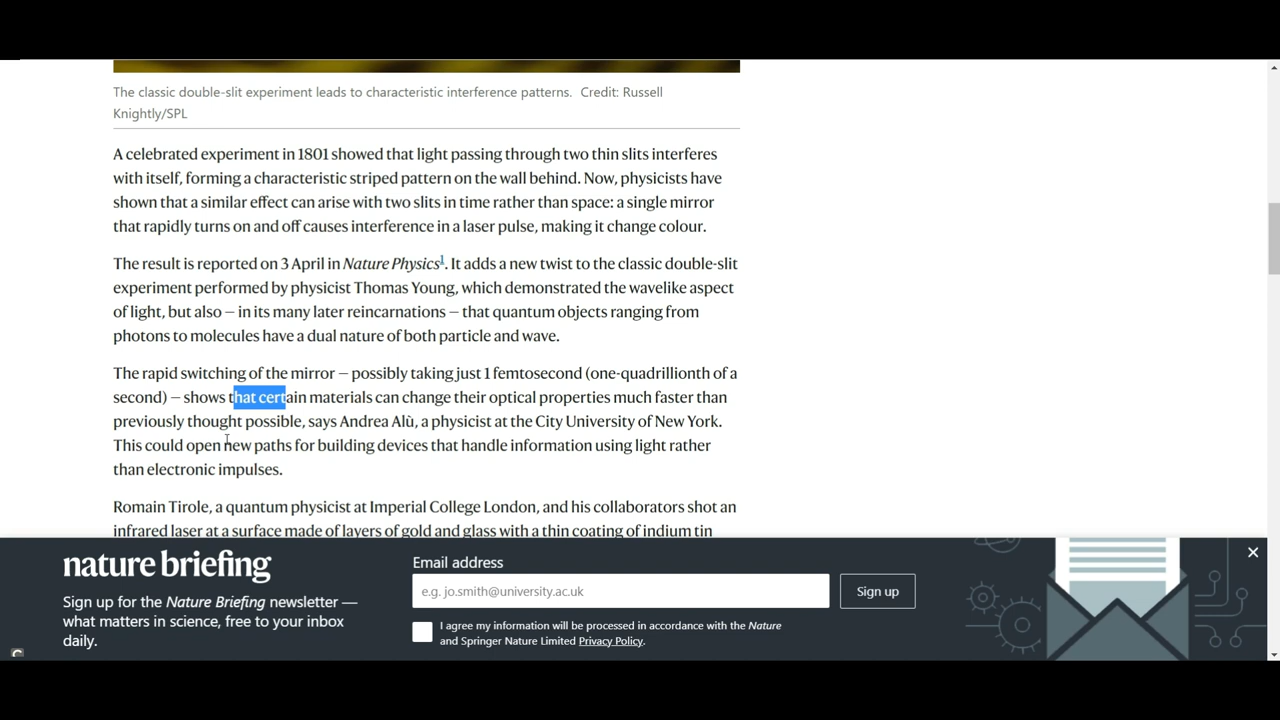 The classic double-slit experiment leads to characteristic interference patterns. Credit: Russell
Knightly/SPL
A celebrated experiment in 1801 showed that light passing through two thin slits interferes
with itself, forming a characteristic striped pattern on the wall behind. Now, physicists have
shown that a similar effect can arise with two slits in time rather than space: a single mirror
that rapidly turns on and off causes interference in a laser pulse, making it change colour.
The result is reported on 3 April in Nature Physics1. It adds a new twist to the classic double-slit
experiment performed by physicist Thomas Young, which demonstrated the wavelike aspect
of light, but also — in its many later reincarnations — that quantum objects ranging from
photons to molecules have a dual nature of both particle and wave.
The rapid switching of the mirror — possibly taking just 1 femtosecond (one-quadrillionth of a
second) — shows that certain materials can change their optical properties much faster than
previously thought possible, says Andrea Alù, a physicist at the City University of New York.
This could open new paths for building devices that handle information using light rather
than electronic impulses.
Romain Tirole, a quantum physicist at Imperial College London, and his collaborators shot an
infrared laser at a surface made of layers of gold and glass with a thin coating of indium tin
nature briefing
Sign up for the Nature Briefing newsletter —
what matters in science, free to your inbox
daily.
Email address
e.g. jo.smith@university.ac.uk
Sign up
I agree my information will be processed in accordance with the Nature
and Springer Nature Limited Privacy Policy.